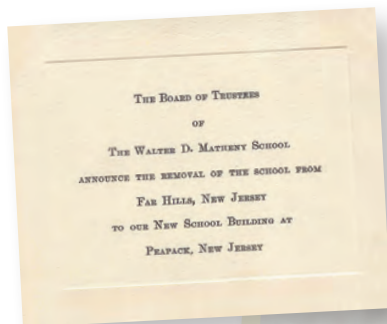 The Board of Trustees
of
The Walter D. Matheny School
announce the removal of the school from
Far Hills, New Jersey
to our New School Building at
Peapack, New Jersey